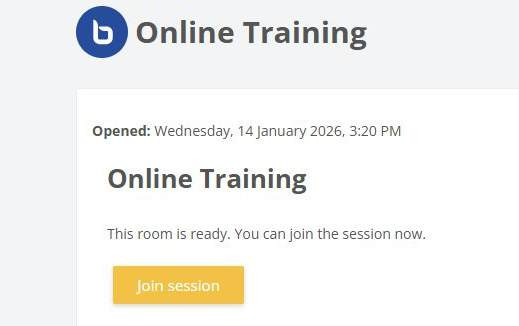 Online Training
Opened: Wednesday, 14 January 2026, 3:20 PM
Online Training
This room is ready. You can join the session now.
Join session